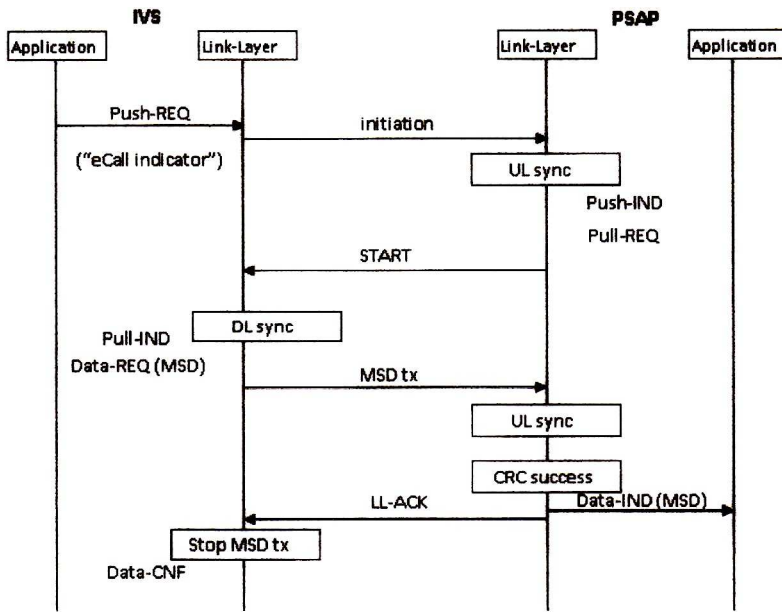 IVS
PSAP
Application
Link-Layer
Link-Layer
Application
Push-REQ
initiation
("eCall indicator")
UL sync
Push-IND
Pull-REQ
START
DL sync
Pull-IND
Data-REQ (MSD)
MSD tx
UL sync
CRC success
LL-ACK
Data-IND (MSD)
Stop MSD tx
Data-CNF